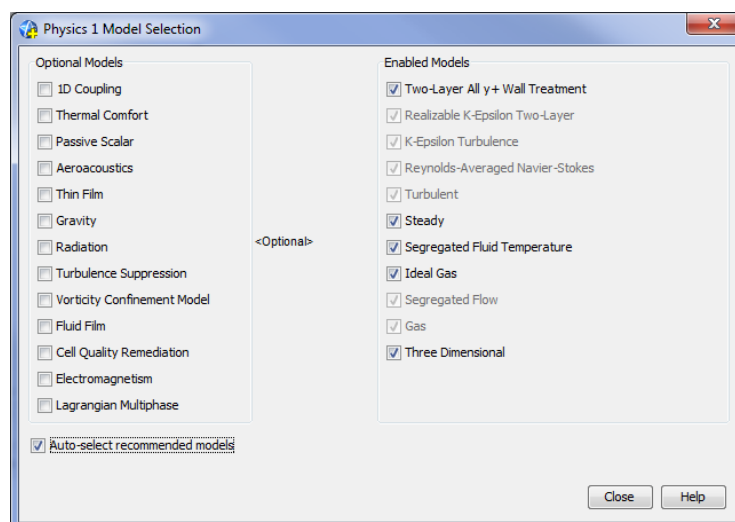 Physics 1 Model Selection
Optional Models
1D Coupling
Thermal Comfort
Passive Scalar
Aeroacoustics
Thin Film
Gravity
Radiation
Turbulence Suppression
Vorticity Confinement Model
Fluid Film
Cell Quality Remediation
Electromagnetism
Lagrangian Multiphase
<Optional>
Enabled Models
Two-Layer All y+ Wall Treatment
Realizable K-Epsilon Two-Layer
K-Epsilon Turbulence
Reynolds-Averaged Navier-Stokes
Turbulent
Steady
Segregated Fluid Temperature
Ideal Gas
Segregated Flow
Gas
Three Dimensional
Auto-select recommended models
Close
Help